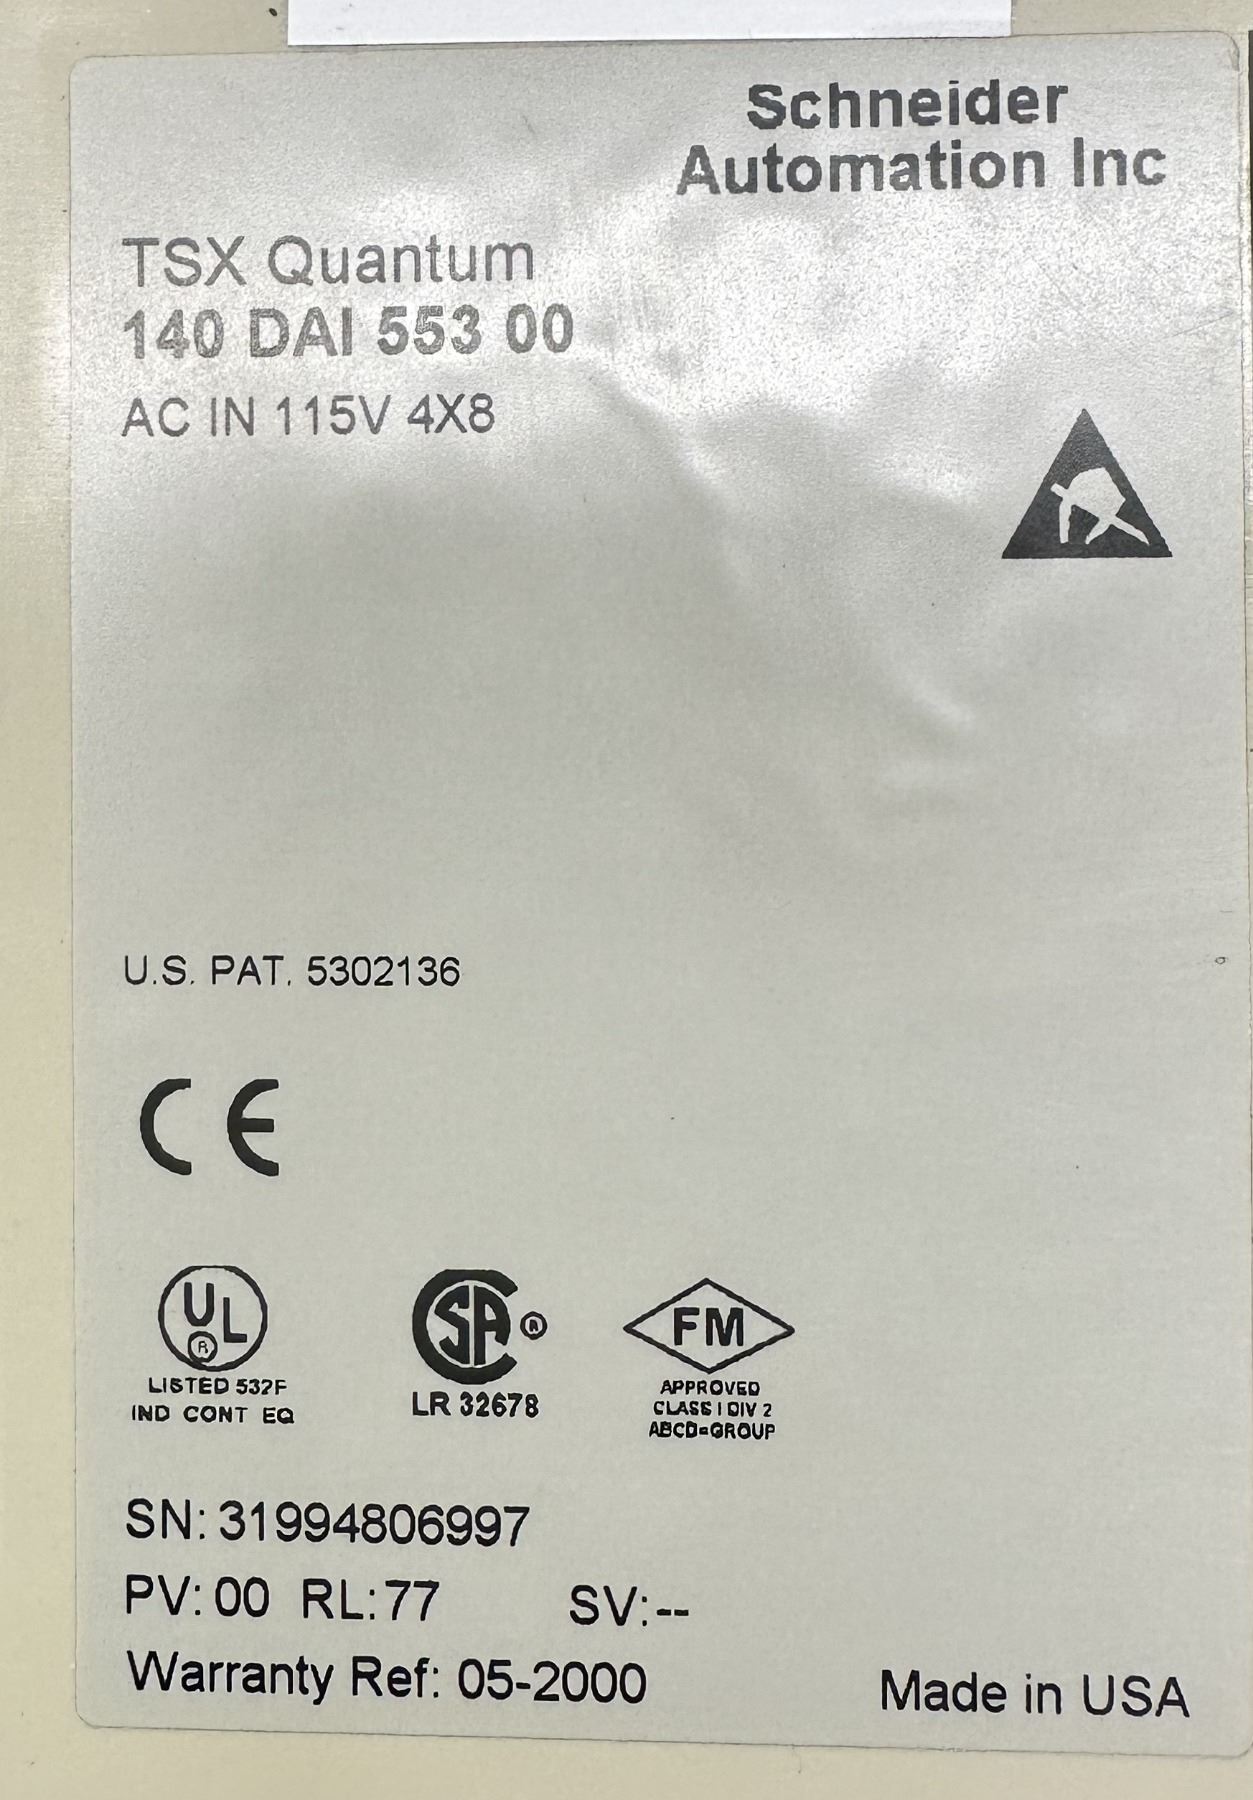 Schneider
Automation Inc
TSX Quantum
140 DAI 553 00
AC IN 115V 4X8
U.S. PAT. 5302136
CE
UL ®
LISTED 532F
IND CONT EQ
SA ®
LR 32678
FM
APPROVED
CLASS I DIV 2
ABCD=GROUP
SN: 31994806997
PV: 00 RL: 77 SV: --
Warranty Ref: 05-2000
Made in USA